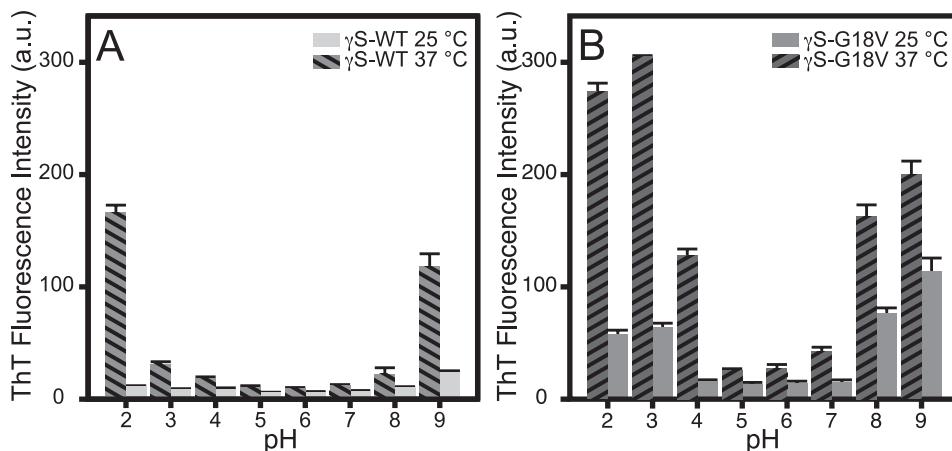 A
γS-WT 25 °C
γS-WT 37 °C
ThT Fluorescence Intensity (a.u.)
300
200
100
0
2 3 4 5 6 7 8 9
pH
B
γS-G18V 25 °C
γS-G18V 37 °C
ThT Fluorescence Intensity (a.u.)
300
200
100
0
2 3 4 5 6 7 8 9
pH